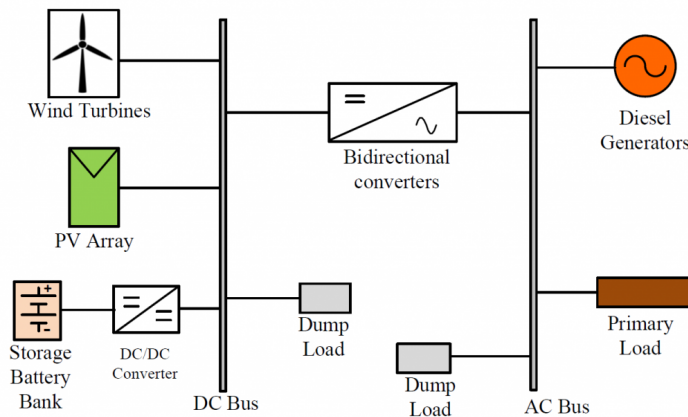 Wind Turbines
PV Array
Storage
Battery
Bank
DC/DC
Converter
DC Bus
Dump
Load
Bidirectional
converters
Dump
Load
AC Bus
Diesel
Generators
Primary
Load